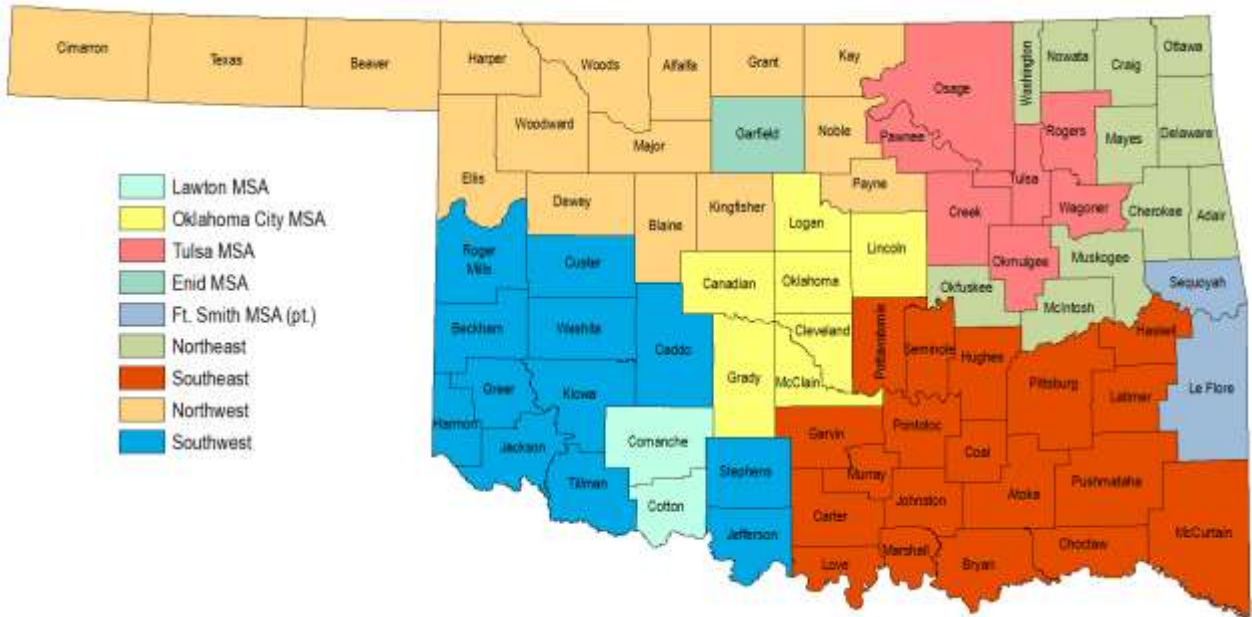 Cimarron
Texas
Beaver
Harper
Woods
Alfalfa
Grant
Kay
Osage
Washington
Nowata
Craig
Ottawa
Woodward
Major
Garfield
Noble
Pawnee
Rogers
Mayes
Delaware
Ellis
Dewey
Blaine
Kingfisher
Logan
Payne
Creek
Tulsa
Wagoner
Cherokee
Adair
Roger
Mills
Custer
Canadian
Oklahoma
Lincoln
Okmulgee
Muskogee
Okfuskee
McIntosh
Sequoyah
Beckham
Washita
Caddo
Grady
Cleveland
McClain
Pottawatomie
Seminole
Hughes
Pittsburg
Haskell
Latimer
Le Flore
Harmon
Greer
Kiowa
Jackson
Tillman
Comanche
Cotton
Stephens
Jefferson
Garvin
Murray
Pontotoc
Coal
Carter
Johnston
Atoka
Pushmataha
Love
Marshall
Bryan
Choctaw
McCurtain
Lawton MSA
Oklahoma City MSA
Tulsa MSA
Enid MSA
Ft. Smith MSA (pt.)
Northeast
Southeast
Northwest
Southwest